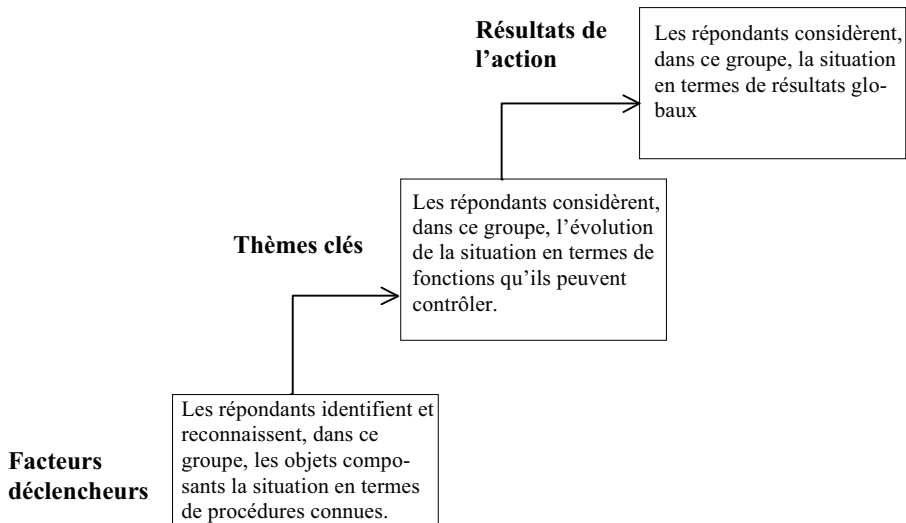 Résultats de
l’action
Les répondants considèrent,
dans ce groupe, la situation
en termes de résultats glo-
baux
Thèmes clés
Les répondants considèrent,
dans ce groupe, l’évolution
de la situation en termes de
fonctions qu’ils peuvent
contrôler.
Facteurs
déclencheurs
Les répondants identifient et
reconnaissent, dans ce
groupe, les objets compo-
sants la situation en termes
de procédures connues.